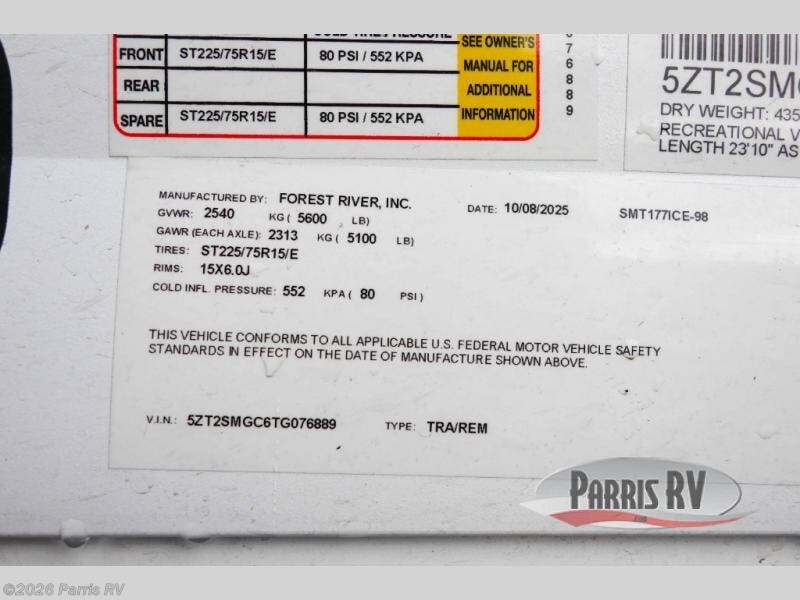 FRONT ST225/75R15/E 80 PSI / 552 KPA
REAR
SPARE ST225/75R15/E 80 PSI / 552 KPA
SEE OWNER'S
MANUAL FOR
ADDITIONAL
INFORMATION
7
6
8
8
9
5ZT2SMG
DRY WEIGHT: 435
RECREATIONAL V
LENGTH 23'10" AS
MANUFACTURED BY: FOREST RIVER, INC. DATE: 10/08/2025 SMT177ICE-98
GVWR: 2540 KG ( 5600 LB)
GAWR (EACH AXLE): 2313 KG ( 5100 LB)
TIRES: ST225/75R15/E
RIMS: 15X6.0J
COLD INFL. PRESSURE: 552 KPA ( 80 PSI )
THIS VEHICLE CONFORMS TO ALL APPLICABLE U.S. FEDERAL MOTOR VEHICLE SAFETY
STANDARDS IN EFFECT ON THE DATE OF MANUFACTURE SHOWN ABOVE.
V.I.N.: 5ZT2SMGC6TG076889 TYPE: TRA/REM
PARRIS RV
©2026 Parris RV